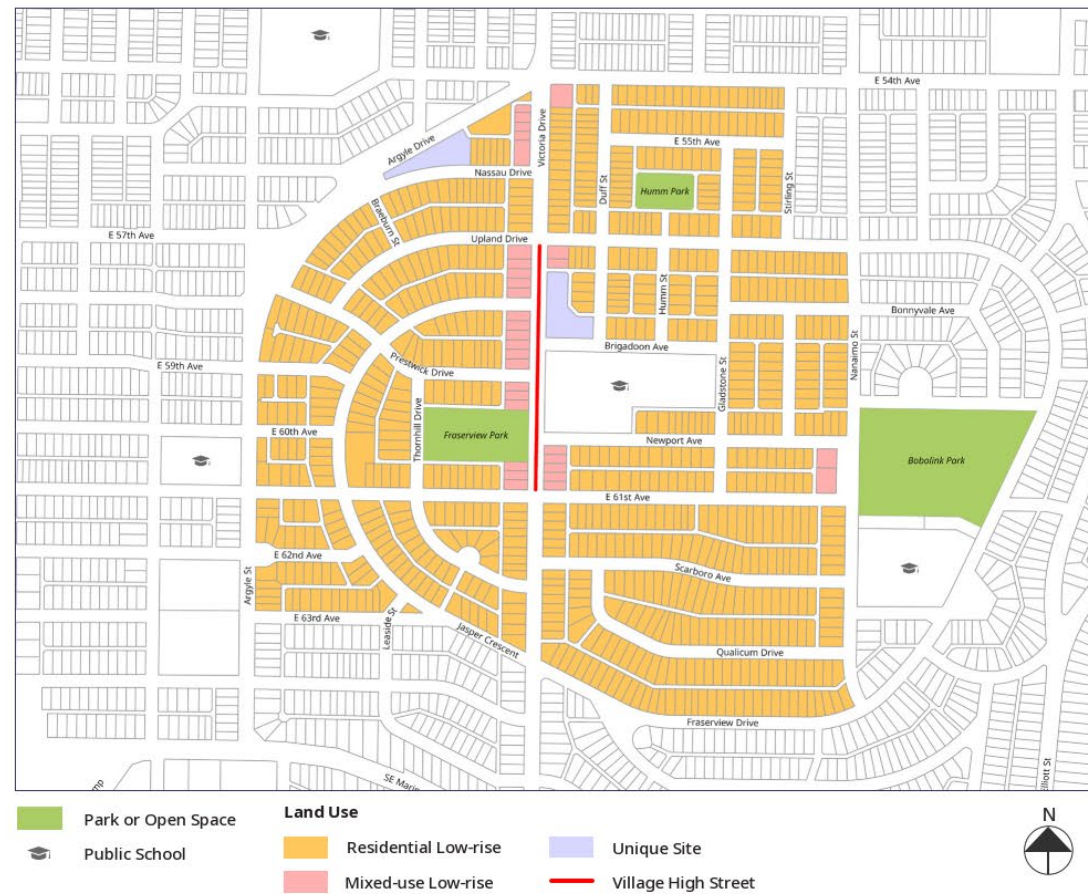 E 54th Ave
Argyle Drive
Victoria Drive
E 55th Ave
Nassau Drive
Duff St
Humm Park
Stirling St
Braeburn St
E 57th Ave
Upland Drive
Humm St
Bonnyvale Ave
Brigadoon Ave
Nanaimo St
E 59th Ave
Prestwick Drive
Gladstone St
Thornhill Drive
E 60th Ave
Fraserview Park
Newport Ave
Bobolink Park
E 61st Ave
E 62nd Ave
Scarboro Ave
Argyle St
E 63rd Ave
Leaside St
Jasper Crescent
Qualicum Drive
Fraserview Drive
SE Marin
Elliott St
mp
Park or Open Space
Public School
Land Use
Residential Low-rise
Mixed-use Low-rise
Unique Site
Village High Street
N